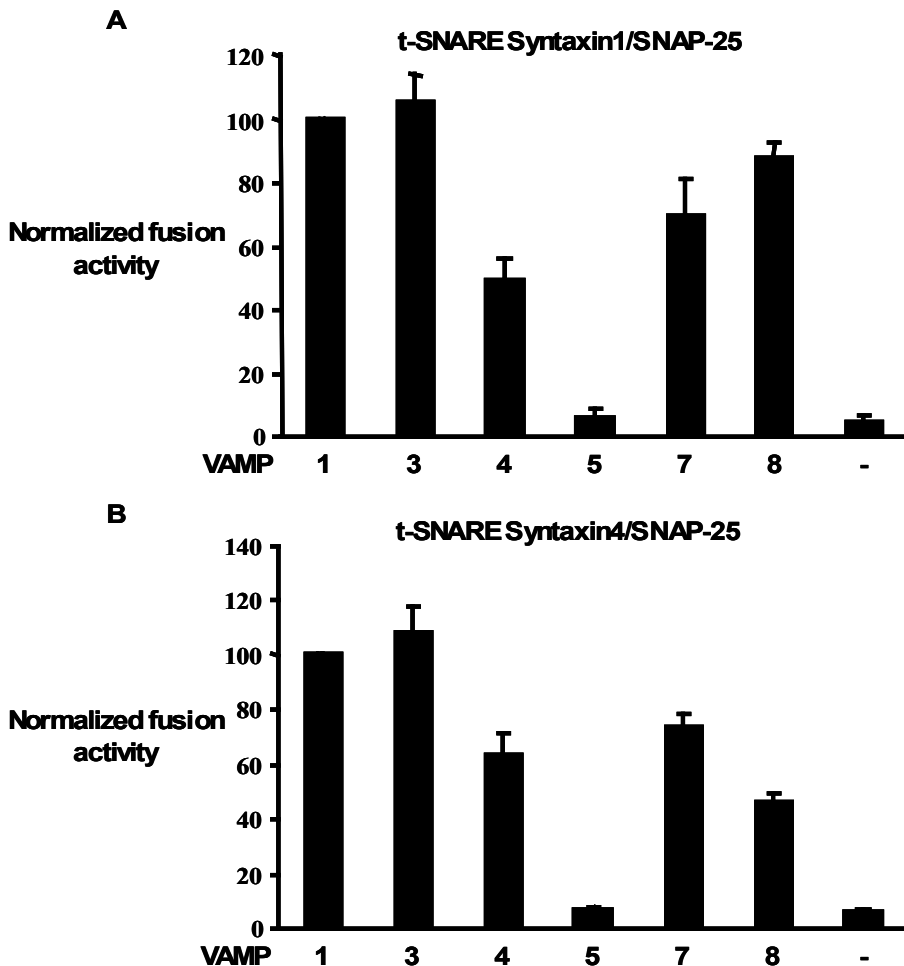 A
t-SNARE Syntaxin1/SNAP-25
120
100
80
60
40
20
0
Normalized fusion
activity
VAMP 1 3 4 5 7 8 -
B
t-SNARE Syntaxin4/SNAP-25
140
120
100
80
60
40
20
0
Normalized fusion
activity
VAMP 1 3 4 5 7 8 -